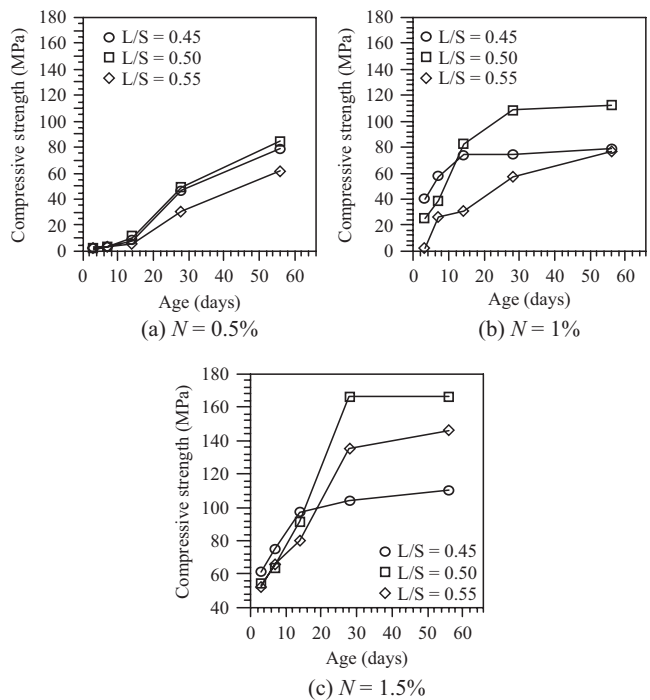 180
160
140
120
100
80
60
40
20
0
Compressive strength (MPa)
L/S = 0.45
L/S = 0.50
L/S = 0.55
0 10 20 30 40 50 60
Age (days)
(a) N = 0.5%
180
160
140
120
100
80
60
40
20
0
Compressive strength (MPa)
L/S = 0.45
L/S = 0.50
L/S = 0.55
0 10 20 30 40 50 60
Age (days)
(b) N = 1%
180
160
140
120
100
80
60
40
Compressive strength (MPa)
L/S = 0.45
L/S = 0.50
L/S = 0.55
0 10 20 30 40 50 60
Age (days)
(c) N = 1.5%